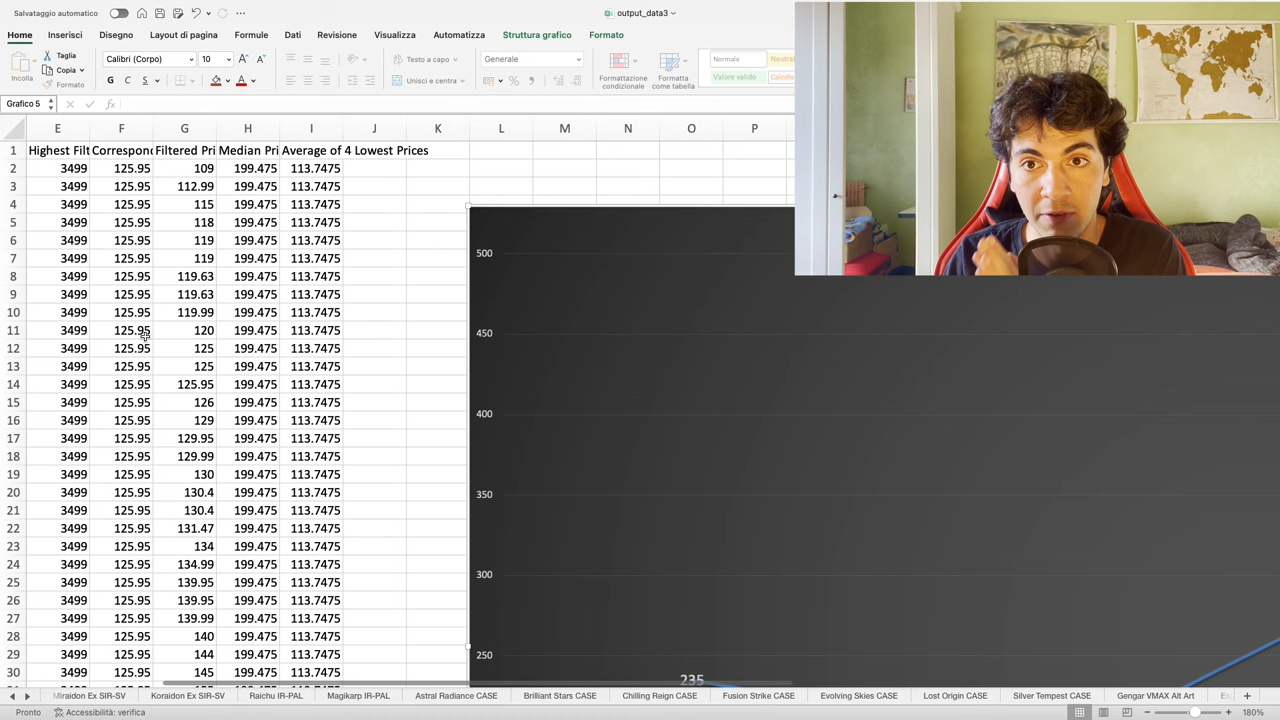 Salvataggio automatico
output_data3
Home Inserisci Disegno Layout di pagina Formule Dati Revisione Visualizza Automatizza Struttura grafico Formato
Incolla
Taglia
Copia
Formato
Calibri (Corpo) 10
G C S
Testo a capo
Unisci e centra
Generale
Formattazione condizionale
Formatta come tabella
Normale
Valore valido
Grafico 5
fx
E F G H I J K L M N O P
1 Highest Filt Correspond Filtered Pri Median Pri Average of 4 Lowest Prices
2 3499 125.95 109 199.475 113.7475
3 3499 125.95 112.99 199.475 113.7475
4 3499 125.95 115 199.475 113.7475
5 3499 125.95 118 199.475 113.7475
6 3499 125.95 119 199.475 113.7475
7 3499 125.95 119 199.475 113.7475
8 3499 125.95 119.63 199.475 113.7475
9 3499 125.95 119.63 199.475 113.7475
10 3499 125.95 119.99 199.475 113.7475
11 3499 125.95 120 199.475 113.7475
12 3499 125.95 125 199.475 113.7475
13 3499 125.95 125 199.475 113.7475
14 3499 125.95 125.95 199.475 113.7475
15 3499 125.95 126 199.475 113.7475
16 3499 125.95 129 199.475 113.7475
17 3499 125.95 129.95 199.475 113.7475
18 3499 125.95 129.99 199.475 113.7475
19 3499 125.95 130 199.475 113.7475
20 3499 125.95 130.4 199.475 113.7475
21 3499 125.95 130.4 199.475 113.7475
22 3499 125.95 131.47 199.475 113.7475
23 3499 125.95 134 199.475 113.7475
24 3499 125.95 134.99 199.475 113.7475
25 3499 125.95 139.95 199.475 113.7475
26 3499 125.95 139.95 199.475 113.7475
27 3499 125.95 139.99 199.475 113.7475
28 3499 125.95 140 199.475 113.7475
29 3499 125.95 144 199.475 113.7475
30 3499 125.95 145 199.475 113.7475
500
450
400
350
300
250
235
Miraidon Ex SIR-SV Koraidon Ex SIR-SV Raichu IR-PAL Magikarp IR-PAL Astral Radiance CASE Brilliant Stars CASE Chilling Reign CASE Fusion Strike CASE Evolving Skies CASE Lost Origin CASE Silver Tempest CASE Gengar VMAX Alt Art
Pronto Accessibilità: verifica 180%